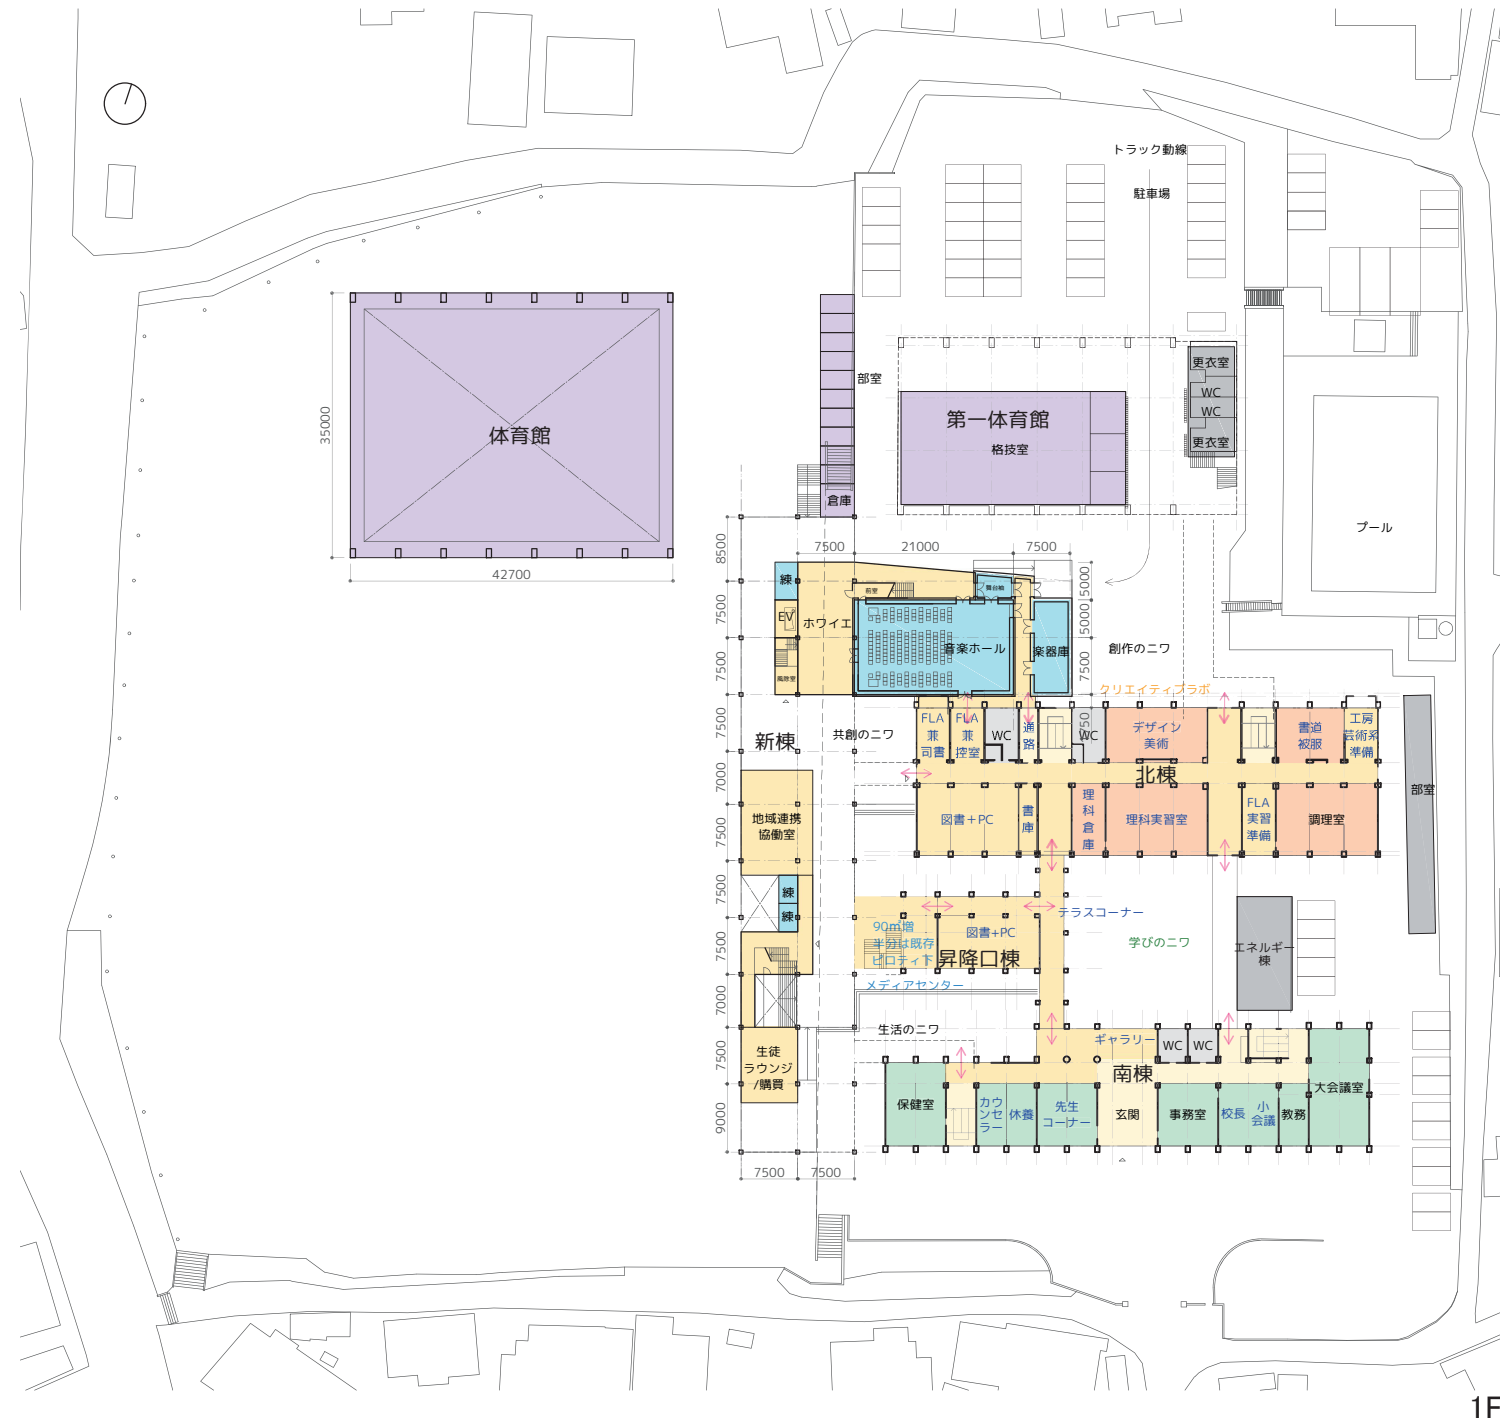 トラック動線
駐車場
部室
第一体育館
格技室
更衣室
WC
WC
更衣室
体育館
35000
42700
倉庫
プール
7500
21000
7500
8500
7500
7500
7500
7000
7500
7500
7500
7000
7500
9000
5000
5000
7500
750
練
EV
ホワイエ
前室
舞台袖
音楽ホール
楽器庫
風除室
創作のニワ
クリエイティブラボ
新棟
共創のニワ
FLA
兼
司書
FLA
兼
控室
WC
通
路
WC
デザイン
美術
書道
被服
工房
芸術系
準備
北棟
図書+PC
書
庫
理
科
倉
庫
理科実習室
FLA
実習
準備
調理室
部室
地域連携
協働室
練
練
テラスコーナー
90㎡増
半分は既存
ピロティ下
図書+PC
昇降口棟
学びのニワ
エネルギー
棟
メディアセンター
生活のニワ
生徒
ラウンジ
/購買
ギャラリー
WC
WC
南棟
大会議室
保健室
カウ
ンセ
ラー
休養
先生
コーナー
玄関
事務室
校長
小
会議
教務
7500
7500
1F